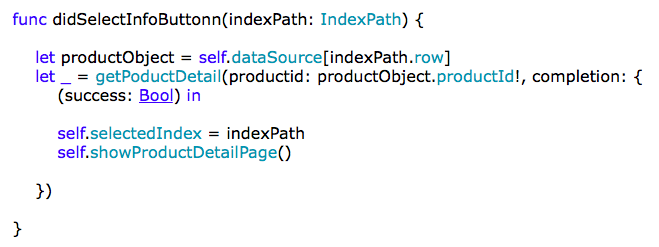 func didSelectInfoButtonn(indexPath: IndexPath) {
let productObject = self.dataSource[indexPath.row]
let _ = getPoductDetail(productid: productObject.productId!, completion: {
(success: Bool) in
self.selectedIndex = indexPath
self.showProductDetailPage()
})
}